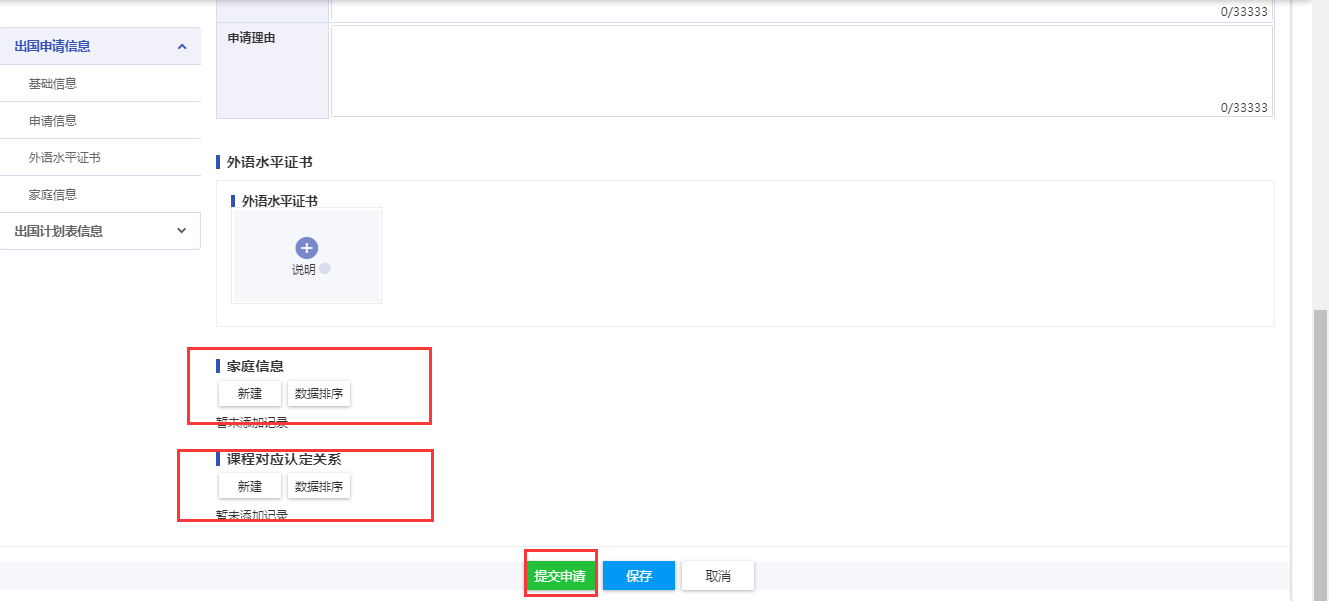 0/33333
出国申请信息
申请理由
基础信息
0/33333
申请信息
外语水平证书
外语水平证书
家庭信息
外语水平证书
出国计划表信息
说明
家庭信息
新建 数据排序
暂未添加记录
课程对应认定关系
新建 数据排序
暂未添加记录
提交申请 保存 取消